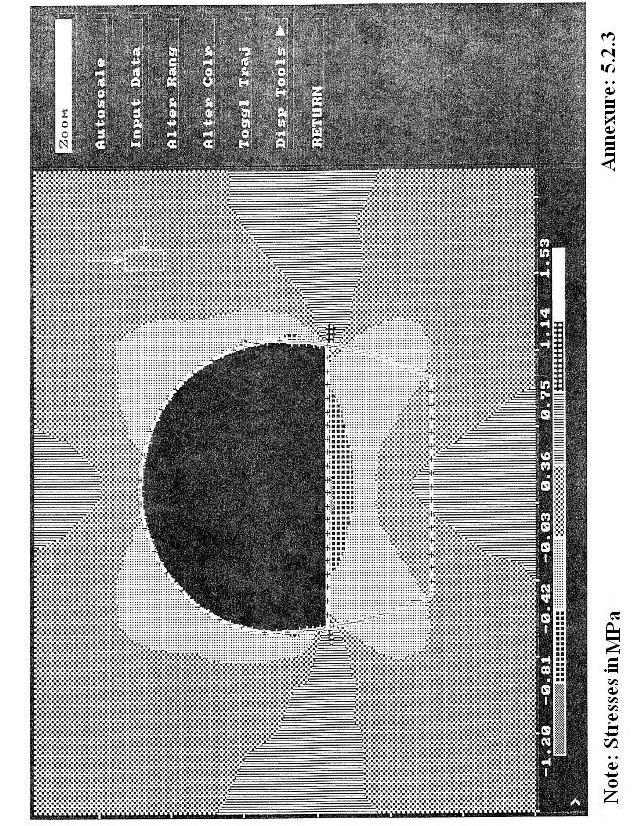 Zoom
Autoscale
Input Data
Alter Rang
Alter Colr
Toggl Traj
Disp Tools ►
RETURN
-1.20 -0.81 -0.42 -0.03 0.36 0.75 1.14 1.53
Note: Stresses in MPa
Annexure: 5.2.3